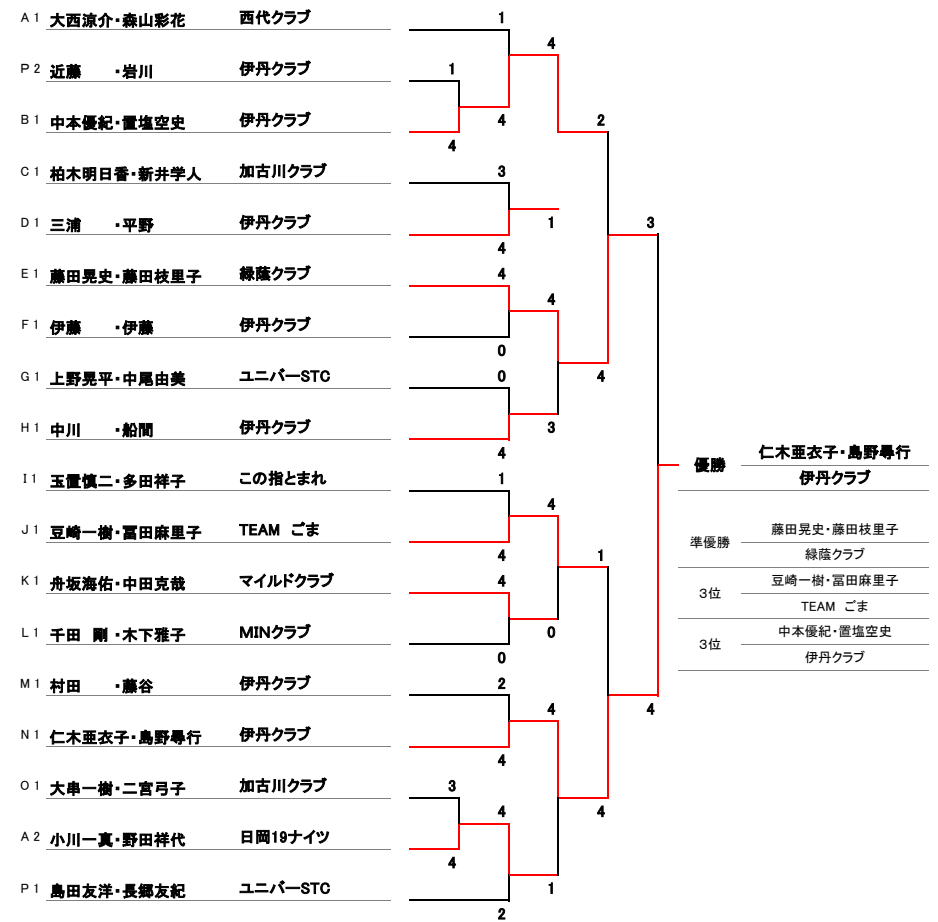 A 1 大西涼介・森山彩花 西代クラブ 1
4
P 2 近藤 ・岩川 伊丹クラブ 1
B 1 中本優紀・置塩空史 伊丹クラブ 4 2
4
C 1 柏木明日香・新井学人 加古川クラブ 3
D 1 三浦 ・平野 伊丹クラブ 1 3
4
E 1 藤田晃史・藤田枝里子 緑蔭クラブ 4
4
F 1 伊藤 ・伊藤 伊丹クラブ
0
G 1 上野晃平・中尾由美 ユニバーSTC 0 4
H 1 中川 ・船間 伊丹クラブ 3
4
優勝 仁木亜衣子・島野尋行
伊丹クラブ
I 1 玉置慎二・多田祥子 この指とまれ 1
4
J 1 豆崎一樹・冨田麻里子 TEAM ごま
準優勝 藤田晃史・藤田枝里子
緑蔭クラブ
4 1
K 1 舟坂海佑・中田克哉 マイルドクラブ 4
3位 豆崎一樹・冨田麻里子
TEAM ごま
L 1 千田 剛・木下雅子 MINクラブ 0
3位 中本優紀・置塩空史
伊丹クラブ
0
M 1 村田 ・藤谷 伊丹クラブ 2
4 4
N 1 仁木亜衣子・島野尋行 伊丹クラブ
4
O 1 大串一樹・二宮弓子 加古川クラブ 3
4 4
A 2 小川一真・野田祥代 日岡19ナイツ
4
P 1 島田友洋・長郷友紀 ユニバーSTC 1
2